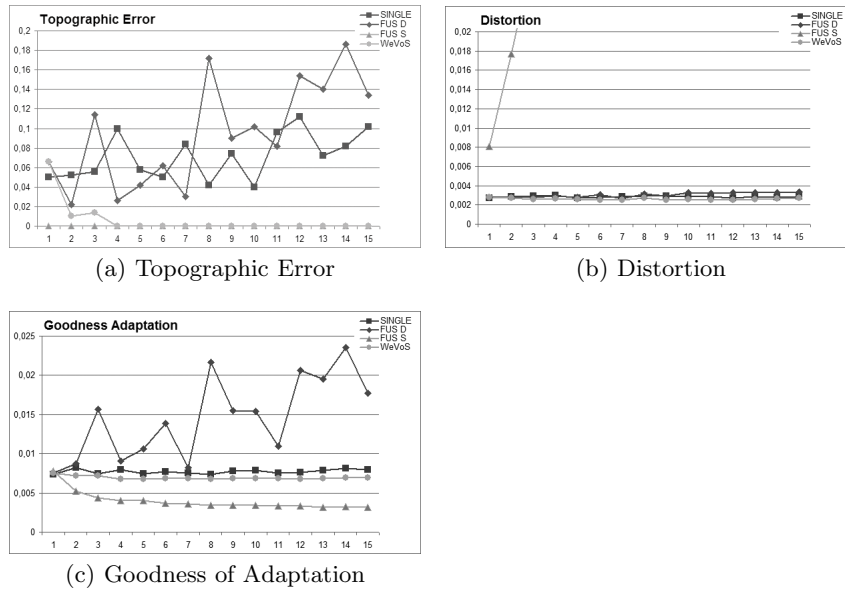 Topographic Error
SINGLE
FUS D
FUS S
WeVoS
0,2
0,18
0,16
0,14
0,12
0,1
0,08
0,06
0,04
0,02
0
1 2 3 4 5 6 7 8 9 10 11 12 13 14 15
(a) Topographic Error
Distortion
SINGLE
FUS D
FUS S
WeVoS
0,02
0,018
0,016
0,014
0,012
0,01
0,008
0,006
0,004
0,002
0
1 2 3 4 5 6 7 8 9 10 11 12 13 14 15
(b) Distortion
Goodness Adaptation
SINGLE
FUS D
FUS S
WeVoS
0,025
0,02
0,015
0,01
0,005
0
1 2 3 4 5 6 7 8 9 10 11 12 13 14 15
(c) Goodness of Adaptation